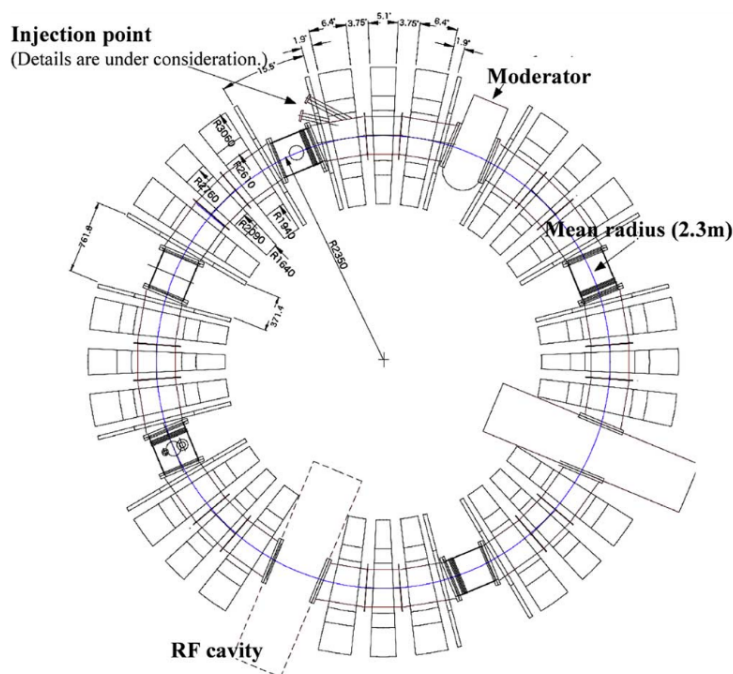 6.4° 3.75° 5.1° 3.75° 6.4°
1.9° 1.9°
Injection point
(Details are under consideration.)
15.5°
Moderator
R3060
R2610
R2760
R1940
R2090
R1640
R2350
Mean radius (2.3m)
761.8
371.4
RF cavity